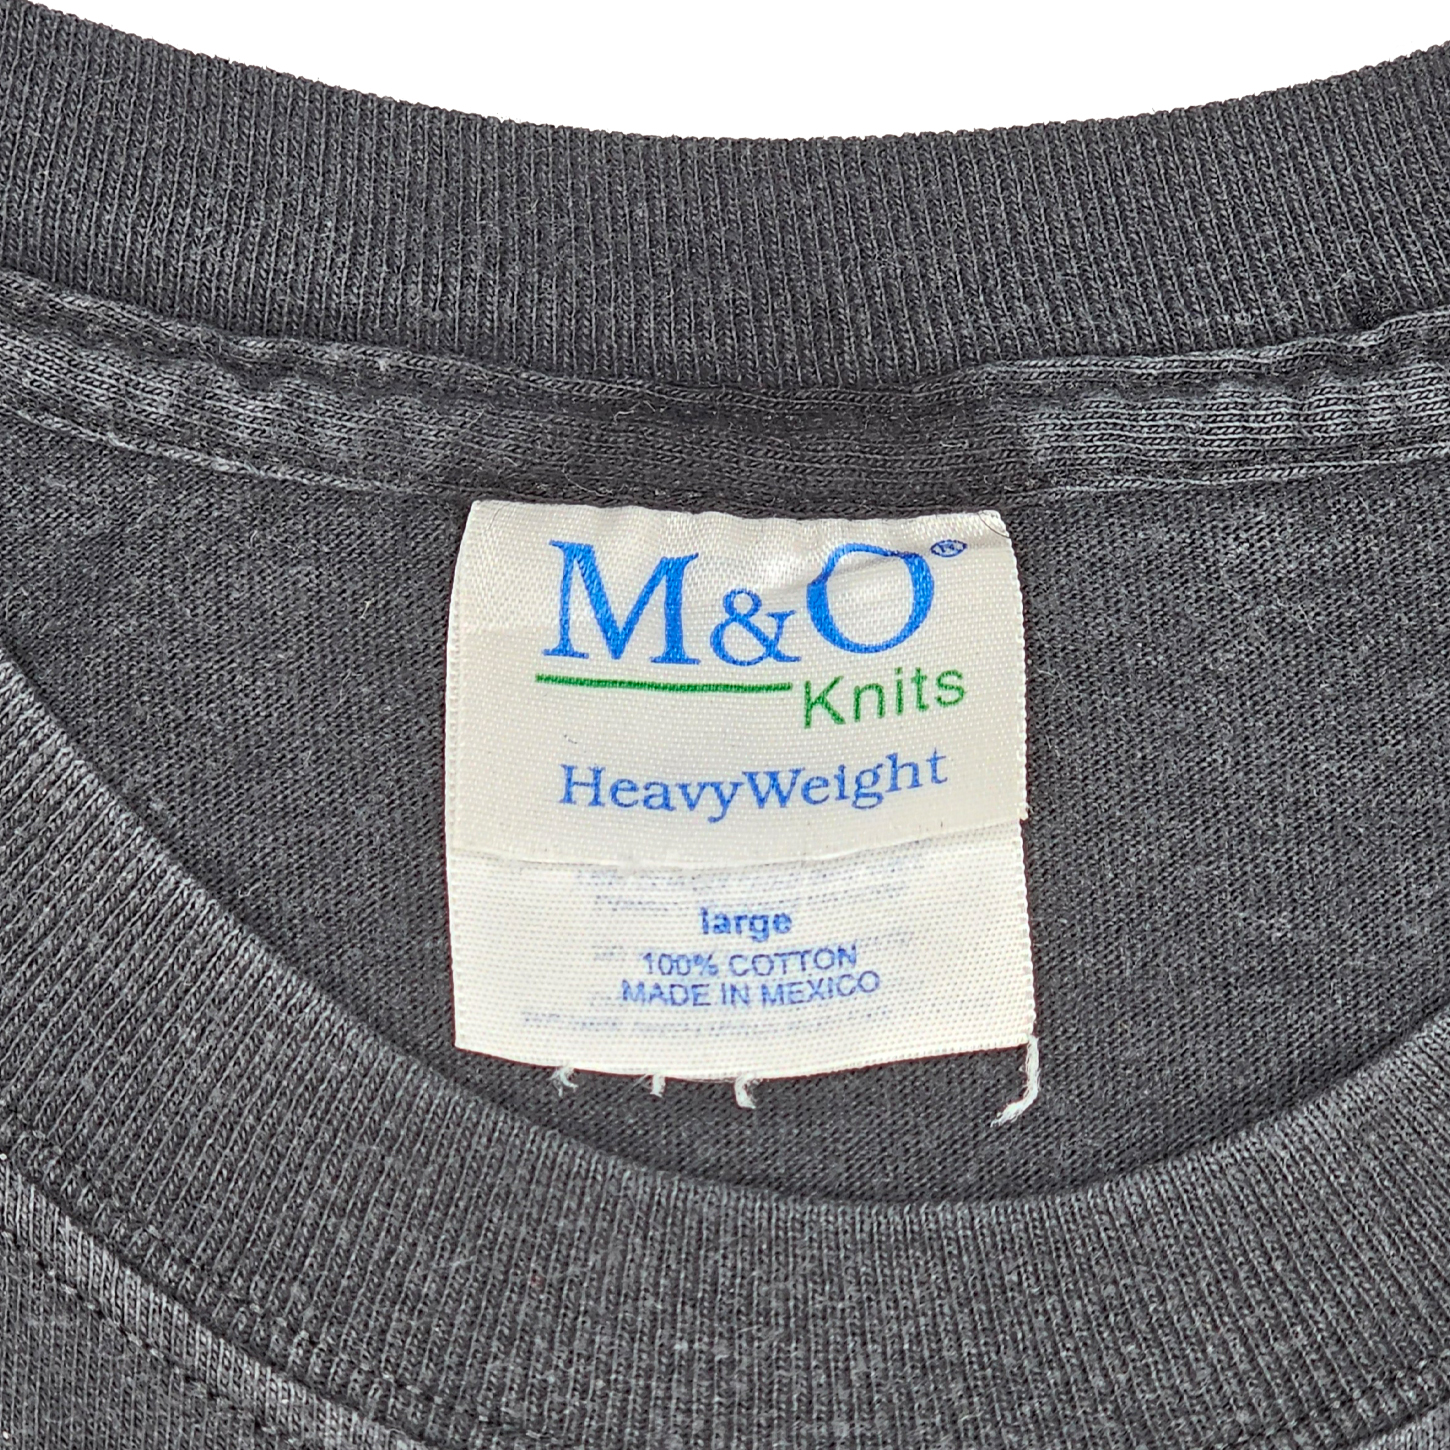 M&O®
Knits
HeavyWeight
large
100% COTTON
MADE IN MEXICO